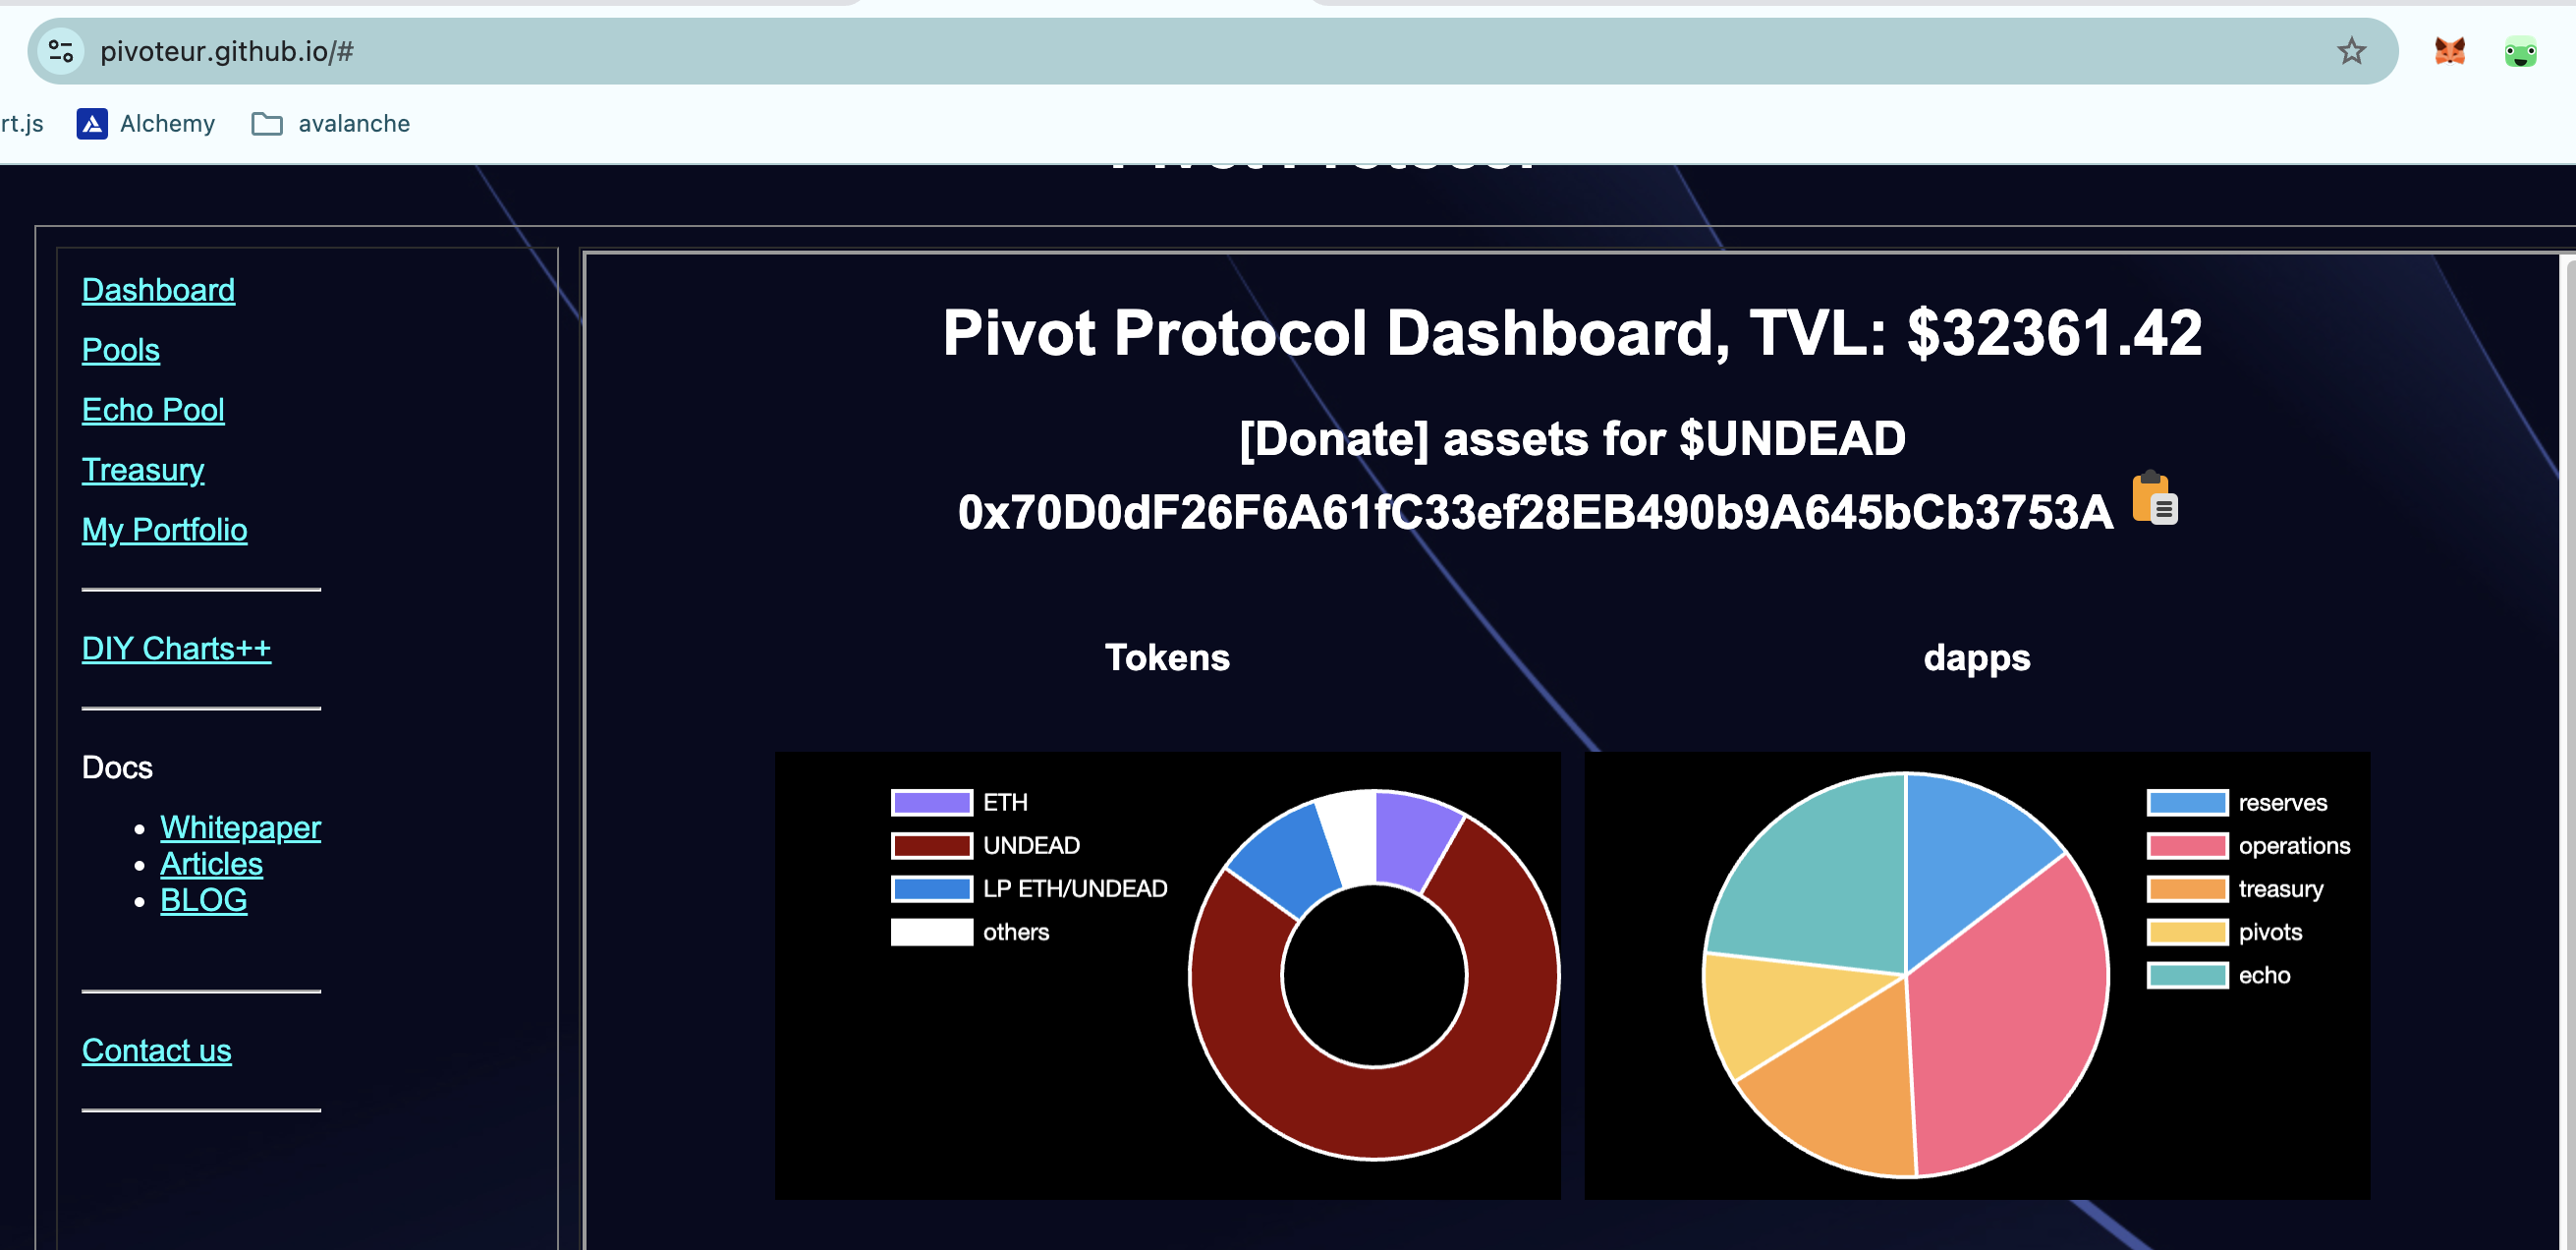 pivoteur.github.io/#
rt.js
Alchemy
avalanche
Pivot Protocol
Dashboard
Pools
Echo Pool
Treasury
My Portfolio
DIY Charts++
Docs
Whitepaper
Articles
BLOG
Contact us
Pivot Protocol Dashboard, TVL: $32361.42
[Donate] assets for $UNDEAD
0x70D0dF26F6A61fC33ef28EB490b9A645bCb3753A
Tokens
ETH
UNDEAD
LP ETH/UNDEAD
others
dapps
reserves
operations
treasury
pivots
echo